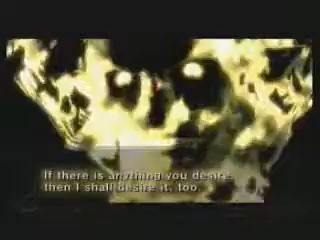 If there is anything you desire
then I shall desire it, too.